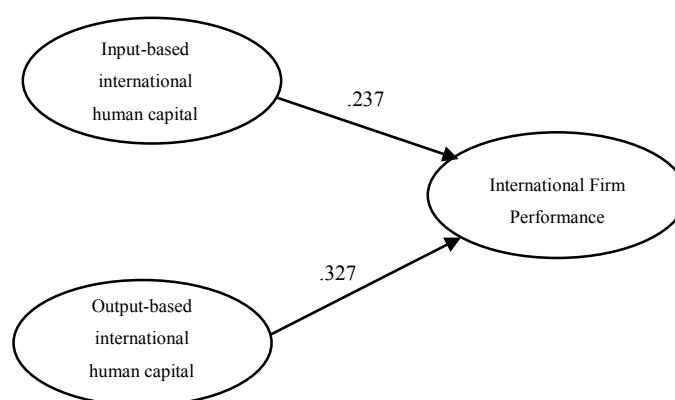 Input-based
international
human capital
.237
International Firm
Performance
.327
Output-based
international
human capital